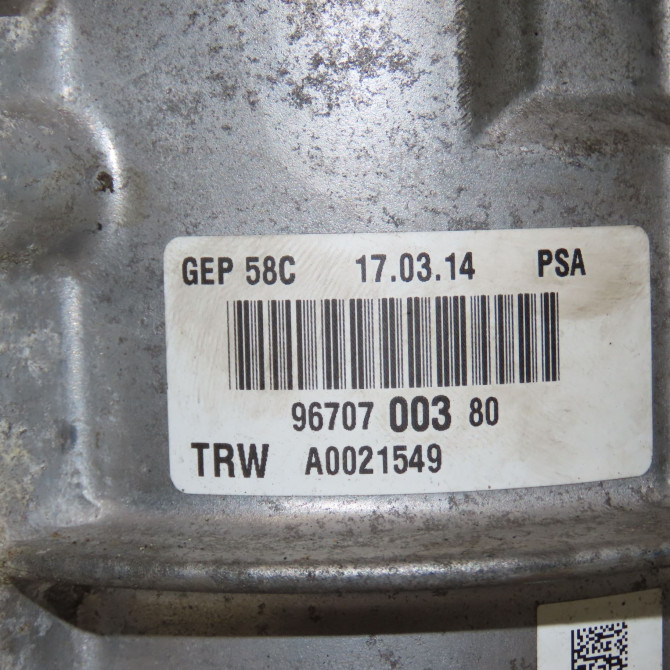 GEP 58C 17.03.14 PSA
96707 003 80
TRW A0021549